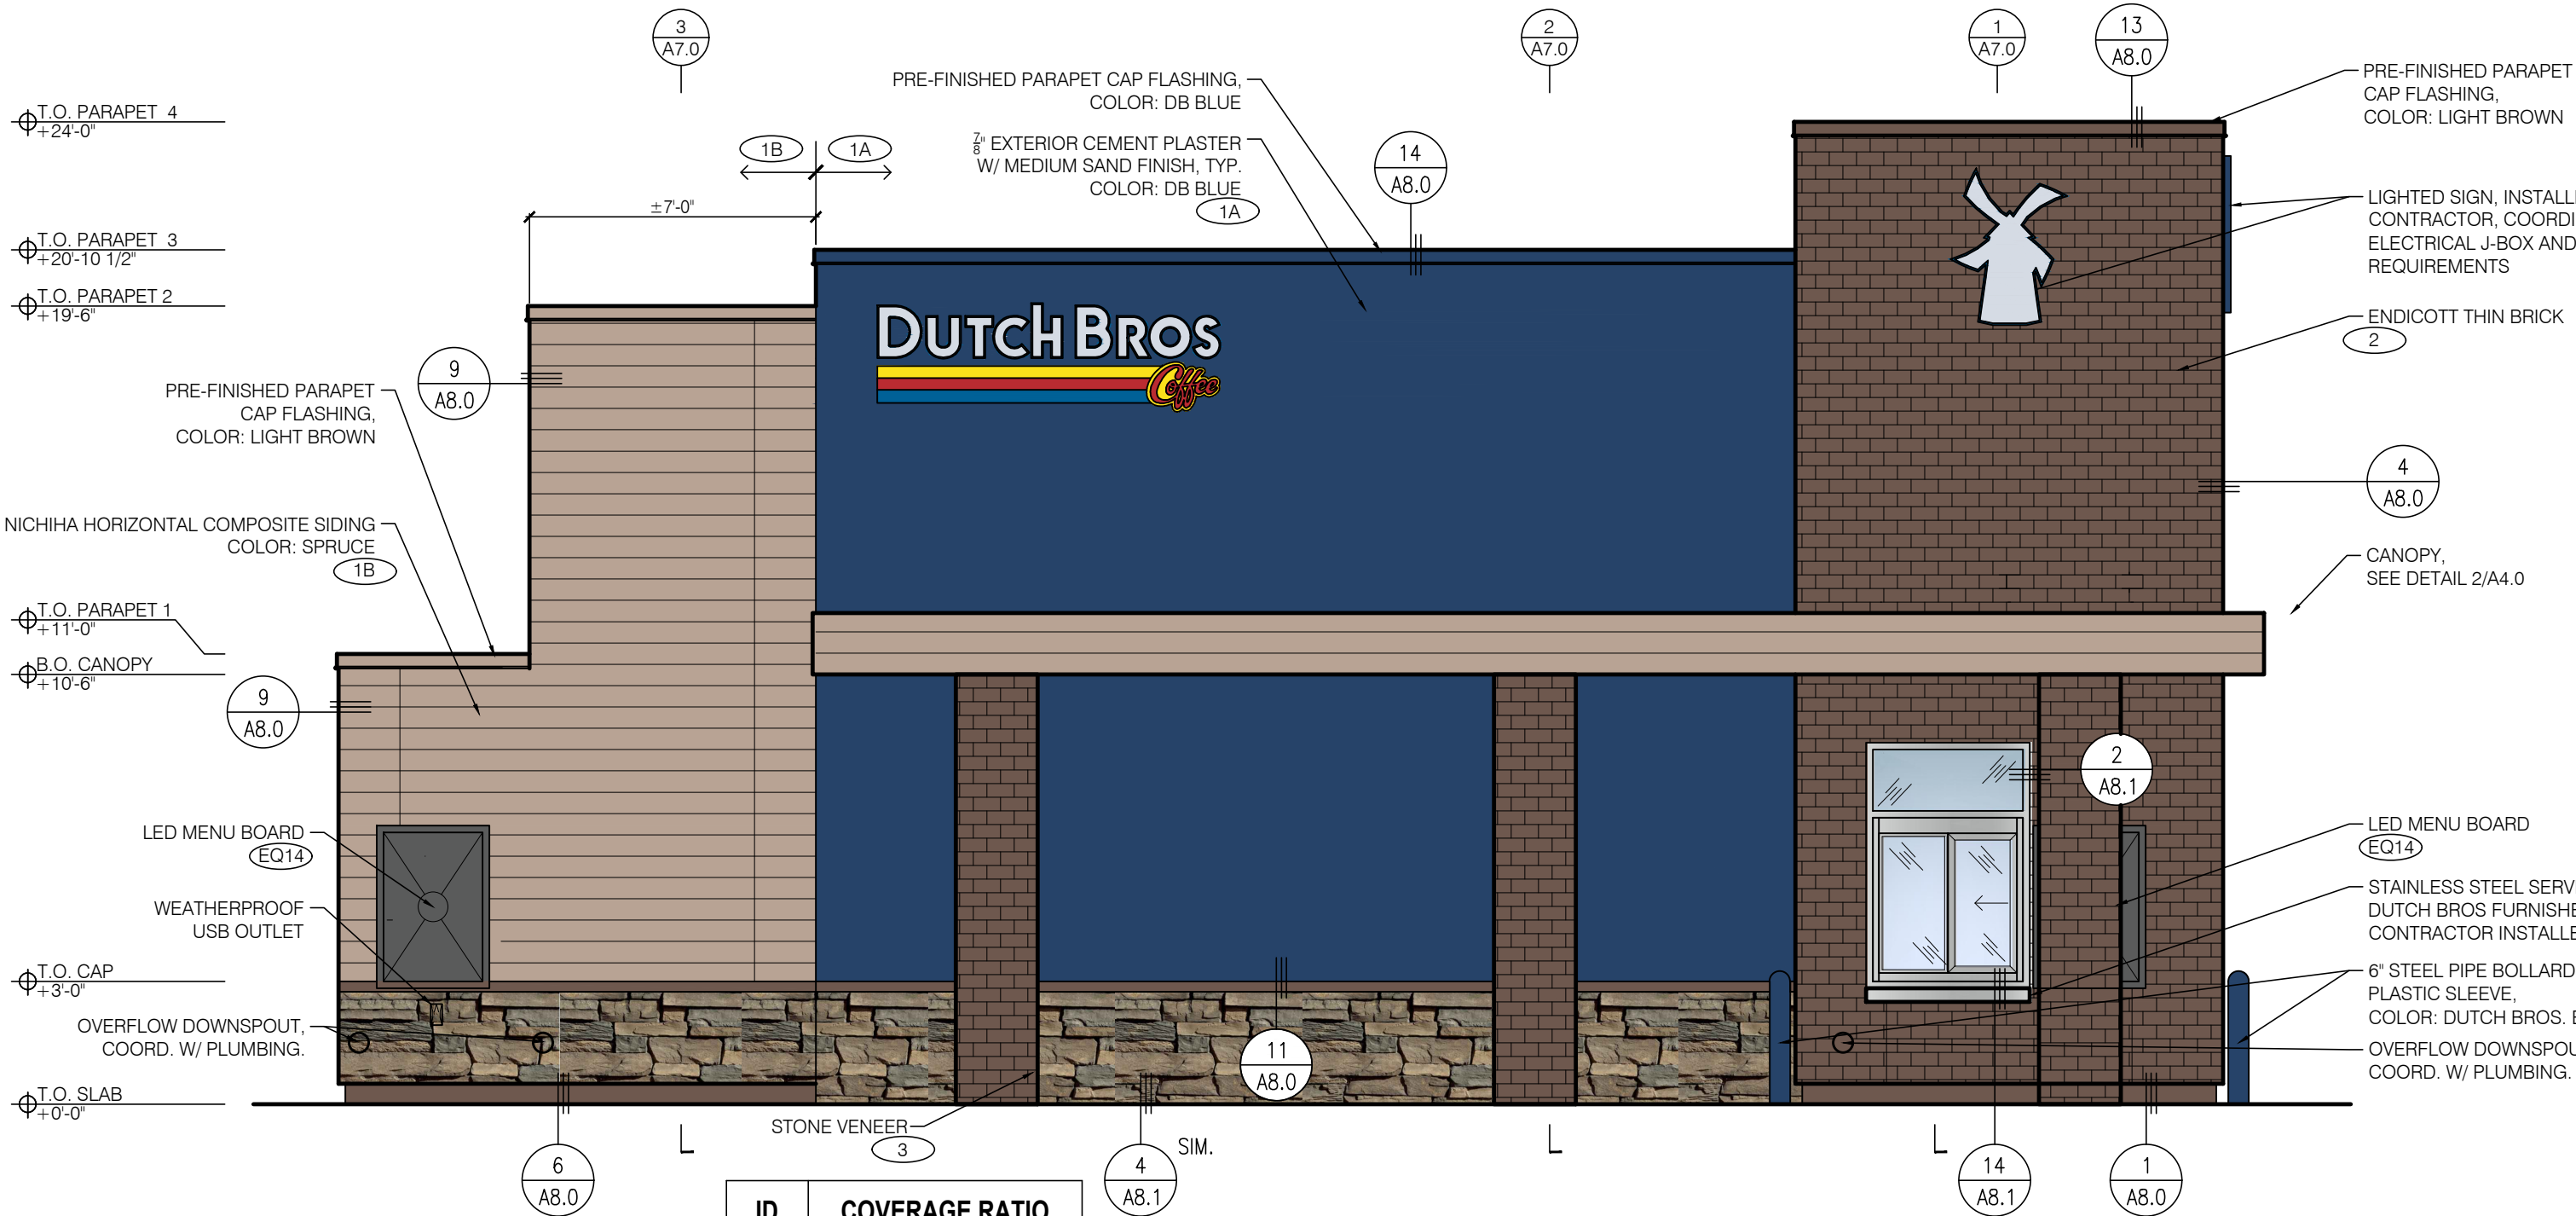 3
A7.0
2
A7.0
1
A7.0
13
A8.0
T.O. PARAPET 4
+24'-0"
T.O. PARAPET 3
+20'-10 1/2"
T.O. PARAPET 2
+19'-6"
T.O. PARAPET 1
+11'-0"
B.O. CANOPY
+10'-6"
T.O. CAP
+3'-0"
T.O. SLAB
+0'-0"
1B
1A
±7'-0"
PRE-FINISHED PARAPET CAP FLASHING,
COLOR: DB BLUE
7/8" EXTERIOR CEMENT PLASTER
W/ MEDIUM SAND FINISH, TYP.
COLOR: DB BLUE
1A
14
A8.0
DUTCH BROS
Coffee
9
A8.0
PRE-FINISHED PARAPET
CAP FLASHING,
COLOR: LIGHT BROWN
NICHIHA HORIZONTAL COMPOSITE SIDING
COLOR: SPRUCE
1B
9
A8.0
LED MENU BOARD
EQ14
WEATHERPROOF
USB OUTLET
OVERFLOW DOWNSPOUT,
COORD. W/ PLUMBING.
PRE-FINISHED PARAPET
CAP FLASHING,
COLOR: LIGHT BROWN
LIGHTED SIGN,
CONTRACTOR,
ELECTRICAL J-BOX AND
REQUIREMENTS
ENDICOTT THIN BRICK
2
4
A8.0
CANOPY,
SEE DETAIL 2/A4.0
2
A8.1
LED MENU BOARD
EQ14
STAINLESS STEEL
DUTCH BROS
CONTRACTOR
6" STEEL PIPE BOLLARD
PLASTIC SLEEVE,
COLOR: DUTCH BROS.
OVERFLOW
COORD. W/ PLUMBING.
11
A8.0
STONE VENEER
3
6
A8.0
4
A8.1
SIM.
14
A8.1
1
A8.0
ID
COVERAGE RATIO